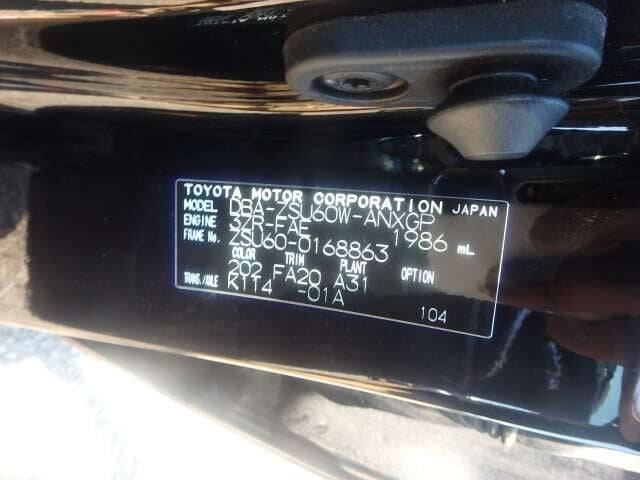 TOYOTA MOTOR CORPORATION JAPAN
MODEL DBA-ZSU60W-ANXGP
ENGINE 3ZR-FAE 1986 mL
FRAME No. ZSU60-0168863
COLOR TRIM PLANT OPTION
202 FA20 A31
TRANS./AXLE K114 -01A
104